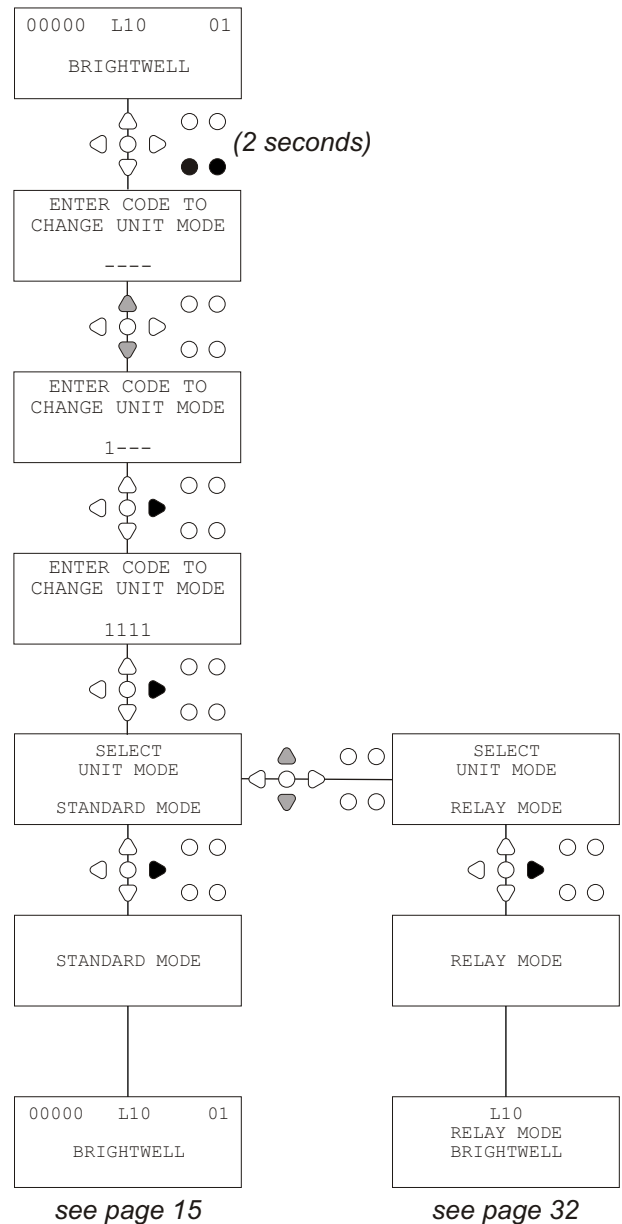 00000 L10 01
BRIGHTWELL
(2 seconds)
ENTER CODE TO
CHANGE UNIT MODE
----
ENTER CODE TO
CHANGE UNIT MODE
1---
ENTER CODE TO
CHANGE UNIT MODE
1111
SELECT
UNIT MODE
STANDARD MODE
SELECT
UNIT MODE
RELAY MODE
STANDARD MODE
RELAY MODE
00000 L10 01
BRIGHTWELL
L10
RELAY MODE
BRIGHTWELL
see page 15
see page 32